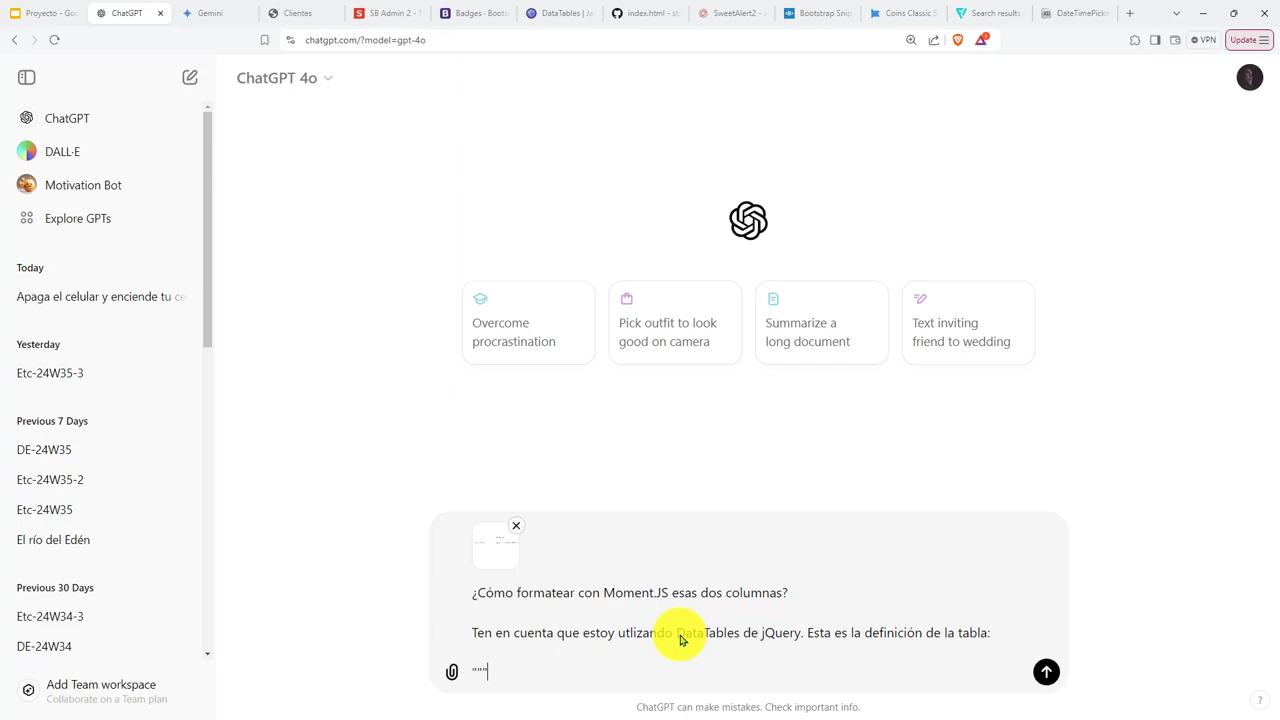 Proyecto - Goo
ChatGPT
Gemini
Clientes
SB Admin 2 - T
Badges · Boots
DataTables | Ja
index.html - sta
SweetAlert2 - a
Bootstrap Snip
Coins Classic S
Search results
DateTimePicke
chatgpt.com/?model=gpt-4o
VPN
Update
ChatGPT 4o
ChatGPT
DALL·E
Motivation Bot
Explore GPTs
Today
Apaga el celular y enciende tu ce
Yesterday
Etc-24W35-3
Previous 7 Days
DE-24W35
Etc-24W35-2
Etc-24W35
El río del Edén
Previous 30 Days
Etc-24W34-3
DE-24W34
Add Team workspace
Collaborate on a Team plan
Overcome
procrastination
Pick outfit to look
good on camera
Summarize a
long document
Text inviting
friend to wedding
¿Cómo formatear con Moment.JS esas dos columnas?
Ten en cuenta que estoy utlizando DataTables de jQuery. Esta es la definición de la tabla:
"""
ChatGPT can make mistakes. Check important info.
?